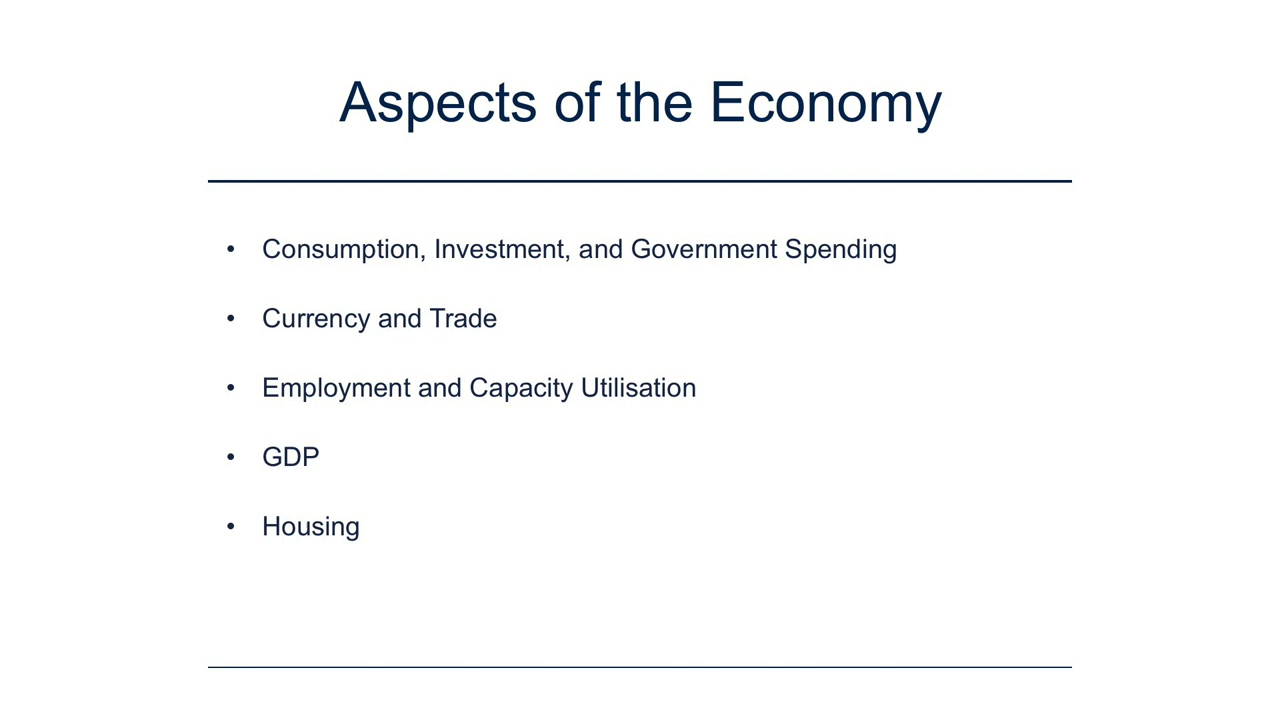 Aspects of the Economy
• Consumption, Investment, and Government Spending
• Currency and Trade
• Employment and Capacity Utilisation
• GDP
• Housing